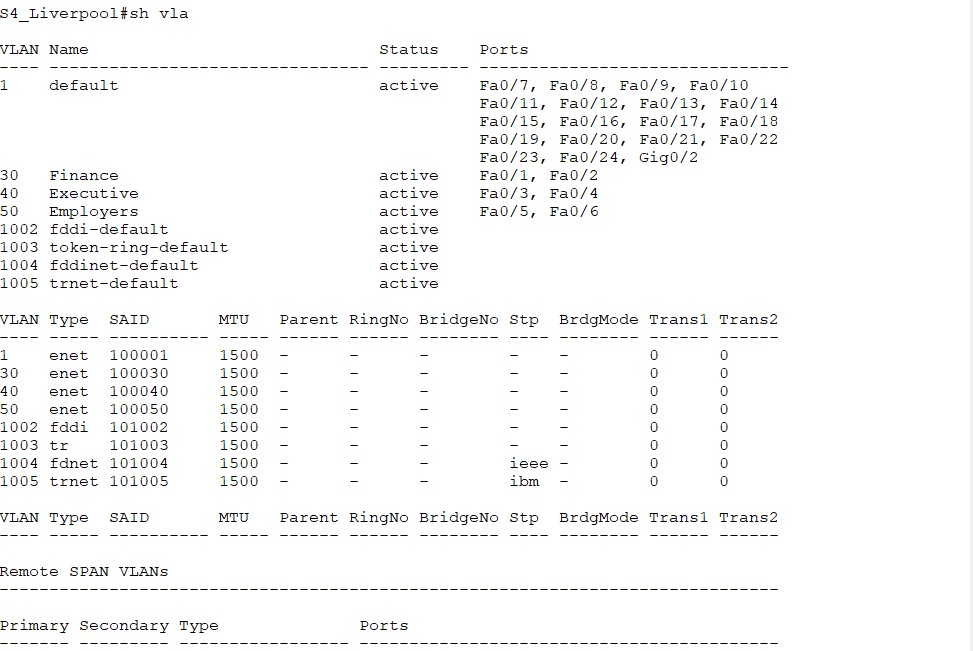 S4_Liverpool#sh vla
VLAN Name                             Status    Ports
---- -------------------------------- --------- -------------------------------
1    default                          active    Fa0/7, Fa0/8, Fa0/9, Fa0/10
                                                Fa0/11, Fa0/12, Fa0/13, Fa0/14
                                                Fa0/15, Fa0/16, Fa0/17, Fa0/18
                                                Fa0/19, Fa0/20, Fa0/21, Fa0/22
                                                Fa0/23, Fa0/24, Gig0/2
30   Finance                          active    Fa0/1, Fa0/2
40   Executive                        active    Fa0/3, Fa0/4
50   Employers                        active    Fa0/5, Fa0/6
1002 fddi-default                     active
1003 token-ring-default               active
1004 fddinet-default                  active
1005 trnet-default                    active
VLAN Type  SAID       MTU   Parent RingNo BridgeNo Stp  BrdgMode Trans1 Trans2
---- ----- ---------- ----- ------ ------ -------- ---- -------- ------ ------
1    enet  100001     1500  -      -      -        -    -        0      0
30   enet  100030     1500  -      -      -        -    -        0      0
40   enet  100040     1500  -      -      -        -    -        0      0
50   enet  100050     1500  -      -      -        -    -        0      0
1002 fddi  101002     1500  -      -      -        -    -        0      0
1003 tr    101003     1500  -      -      -        -    -        0      0
1004 fdnet 101004     1500  -      -      -        ieee -        0      0
1005 trnet 101005     1500  -      -      -        ibm  -        0      0
VLAN Type  SAID       MTU   Parent RingNo BridgeNo Stp  BrdgMode Trans1 Trans2
---- ----- ---------- ----- ------ ------ -------- ---- -------- ------ ------
Remote SPAN VLANs
------------------------------------------------------------------------------
Primary Secondary Type              Ports
------- --------- ----------------- ------------------------------------------